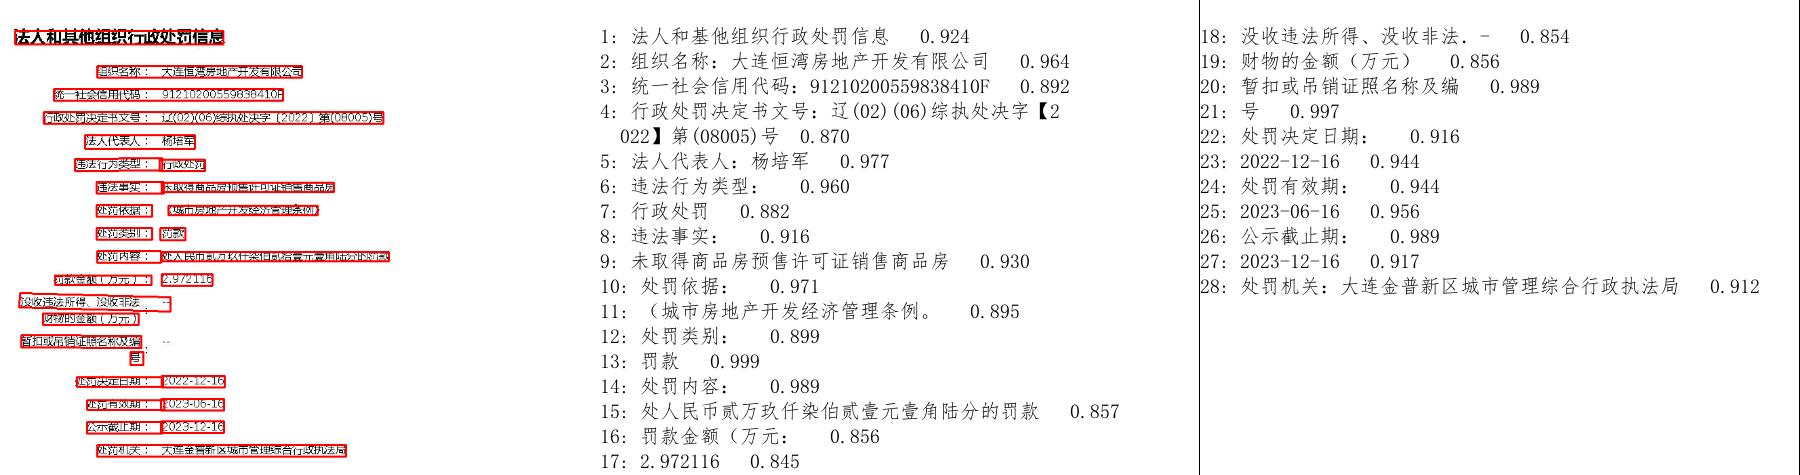 法人和其他组织行政处罚信息
组织名称： 大连恒湾房地产开发有限公司
统一社会信用代码： 91210200559838410F
行政处罚决定书文号： 辽(02)(06)综执处决字〔2022〕第(08005)号
法人代表人： 杨培军
违法行为类型： 行政处罚
违法事实： 未取得商品房预售许可证销售商品房
处罚依据： 《城市房地产开发经济管理条例》
处罚类别： 罚款
处罚内容： 处人民币贰万玖仟柒佰贰拾壹元壹角陆分的罚款
罚款金额（万元）： 2.972116
没收违法所得、没收非法 --
财物的金额（万元） ：
暂扣或吊销证照名称及编 --
号 ：
处罚决定日期： 2022-12-16
处罚有效期： 2023-06-16
公示截止期： 2023-12-16
处罚机关： 大连金普新区城市管理综合行政执法局
1: 法人和基他组织行政处罚信息 0.924
2: 组织名称: 大连恒湾房地产开发有限公司 0.964
3: 统一社会信用代码: 91210200559838410F 0.892
4: 行政处罚决定书文号: 辽(02)(06)综执处决字【2
022】第(08005)号 0.870
5: 法人代表人: 杨培军 0.977
6: 违法行为类型: 0.960
7: 行政处罚 0.882
8: 违法事实: 0.916
9: 未取得商品房预售许可证销售商品房 0.930
10: 处罚依据: 0.971
11: （城市房地产开发经济管理条例。 0.895
12: 处罚类别: 0.899
13: 罚款 0.999
14: 处罚内容: 0.989
15: 处人民币贰万玖仟染伯贰壹元壹角陆分的罚款 0.857
16: 罚款金额（万元: 0.856
17: 2.972116 0.845
18: 没收违法所得、没收非法. - 0.854
19: 财物的金额（万元） 0.856
20: 暂扣或吊销证照名称及编 0.989
21: 号 0.997
22: 处罚决定日期: 0.916
23: 2022-12-16 0.944
24: 处罚有效期: 0.944
25: 2023-06-16 0.956
26: 公示截止期: 0.989
27: 2023-12-16 0.917
28: 处罚机关: 大连金普新区城市管理综合行政执法局 0.912